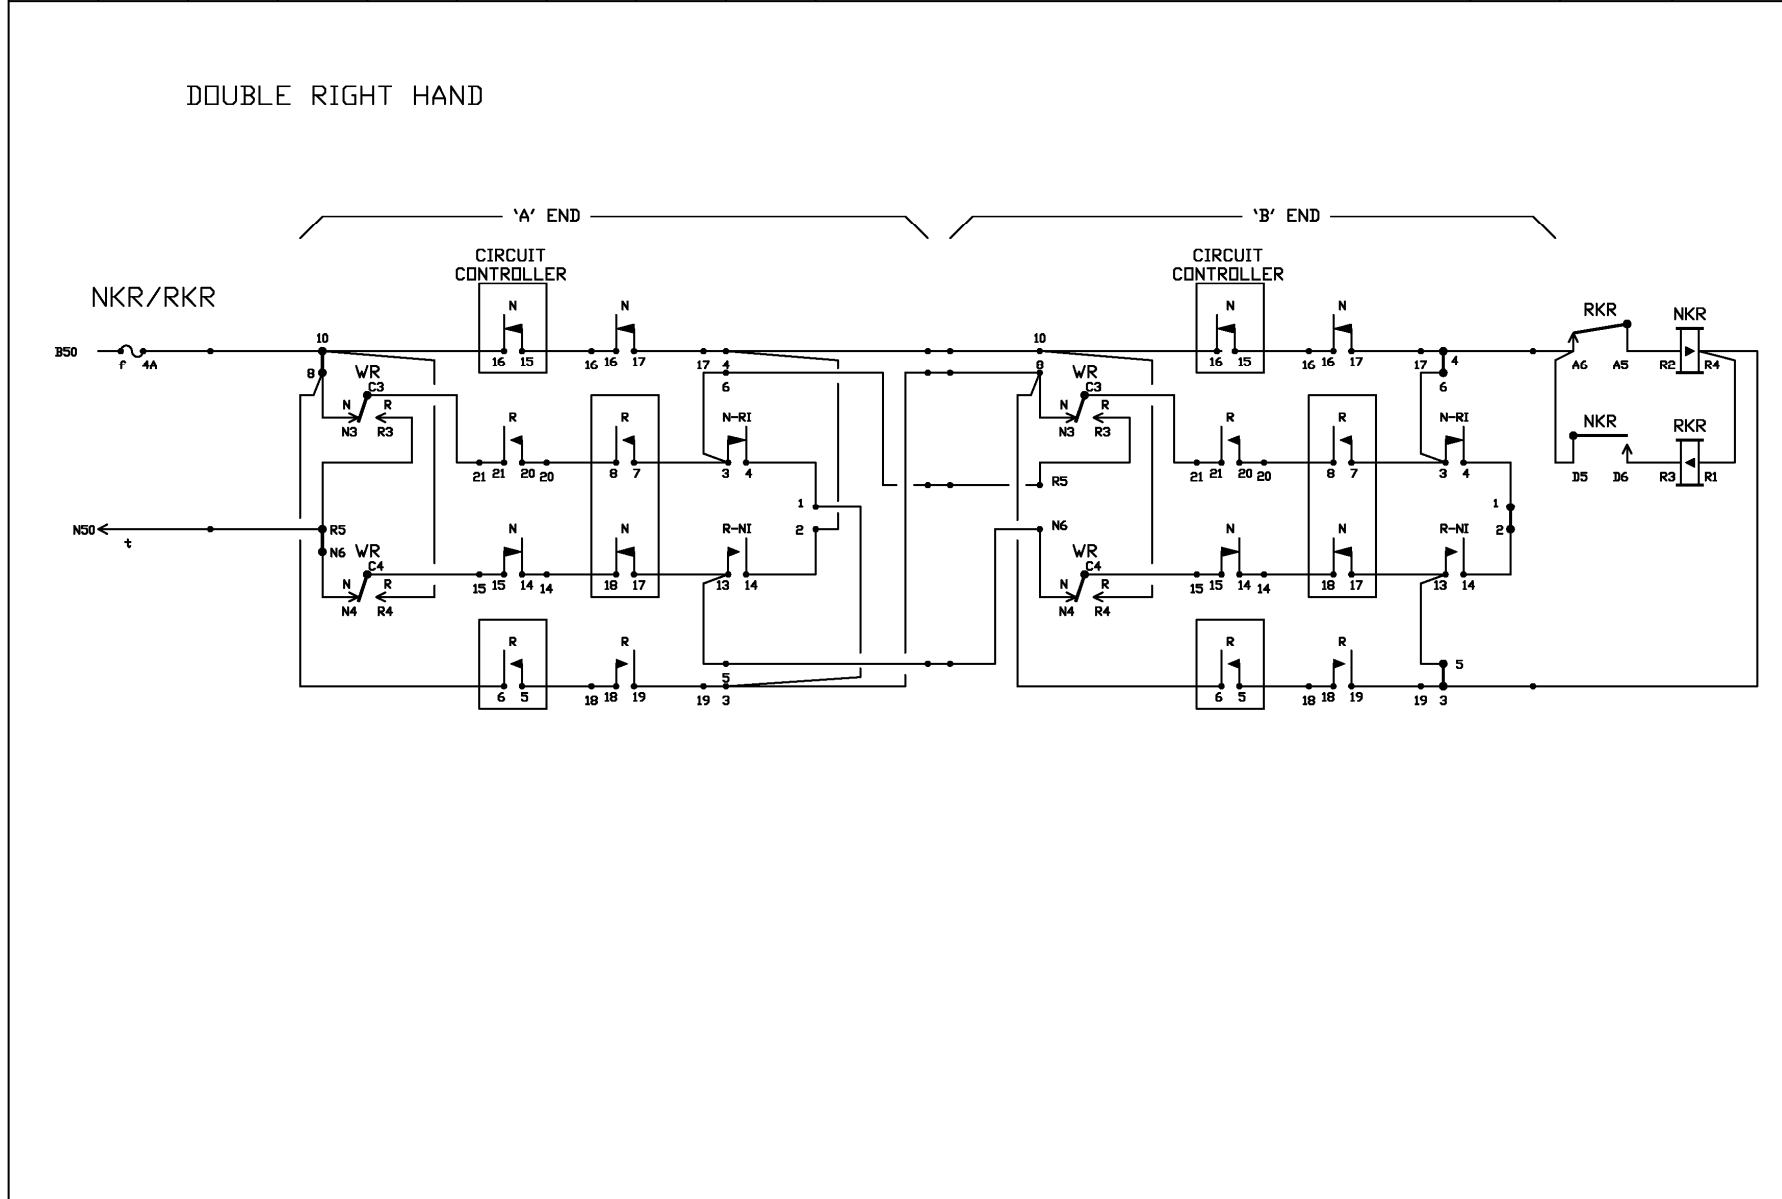 DOUBLE RIGHT HAND
'A' END 'B' END
CIRCUIT CONTROLLER CIRCUIT CONTROLLER
NKR/RKR
N N N N
RKR NKR
10 10
B50 f 4A 16 15 16 16 17 17 4 16 15 16 16 17 17 4 A6 A5 R2 R4
8 6 8 6
WR C3 WR C3
N R R R N-RI N R R R N-RI NKR RKR
N3 R3 N3 R3
21 21 20 20 8 7 3 4 21 21 20 20 8 7 3 4 D5 D6 R3 R1
R5
1 1
N50 t R5 2 N6 2
N6 WR C4 N N R-NI WR C4 N N R-NI
N R N R
15 15 14 14 18 17 13 14 15 15 14 14 18 17 13 14
N4 R4 N4 R4
R R R R
5 5
6 5 18 18 19 19 3 6 5 18 18 19 19 3